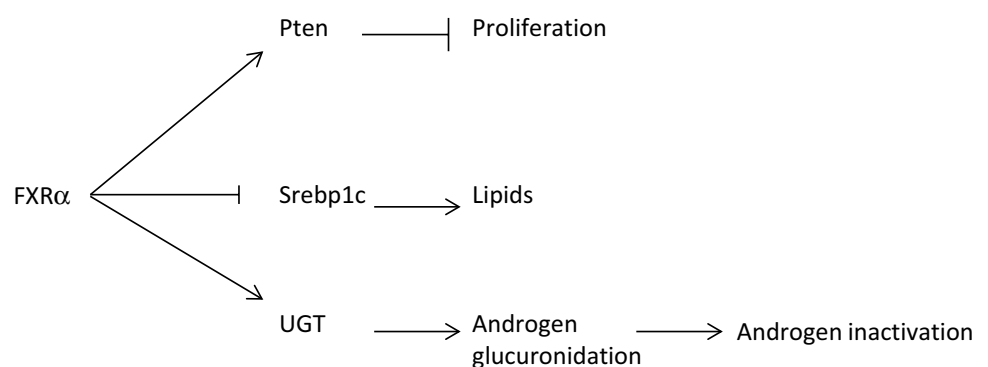 Pten
Proliferation
FXRα
Srebp1c
Lipids
UGT
Androgen
glucuronidation
Androgen inactivation